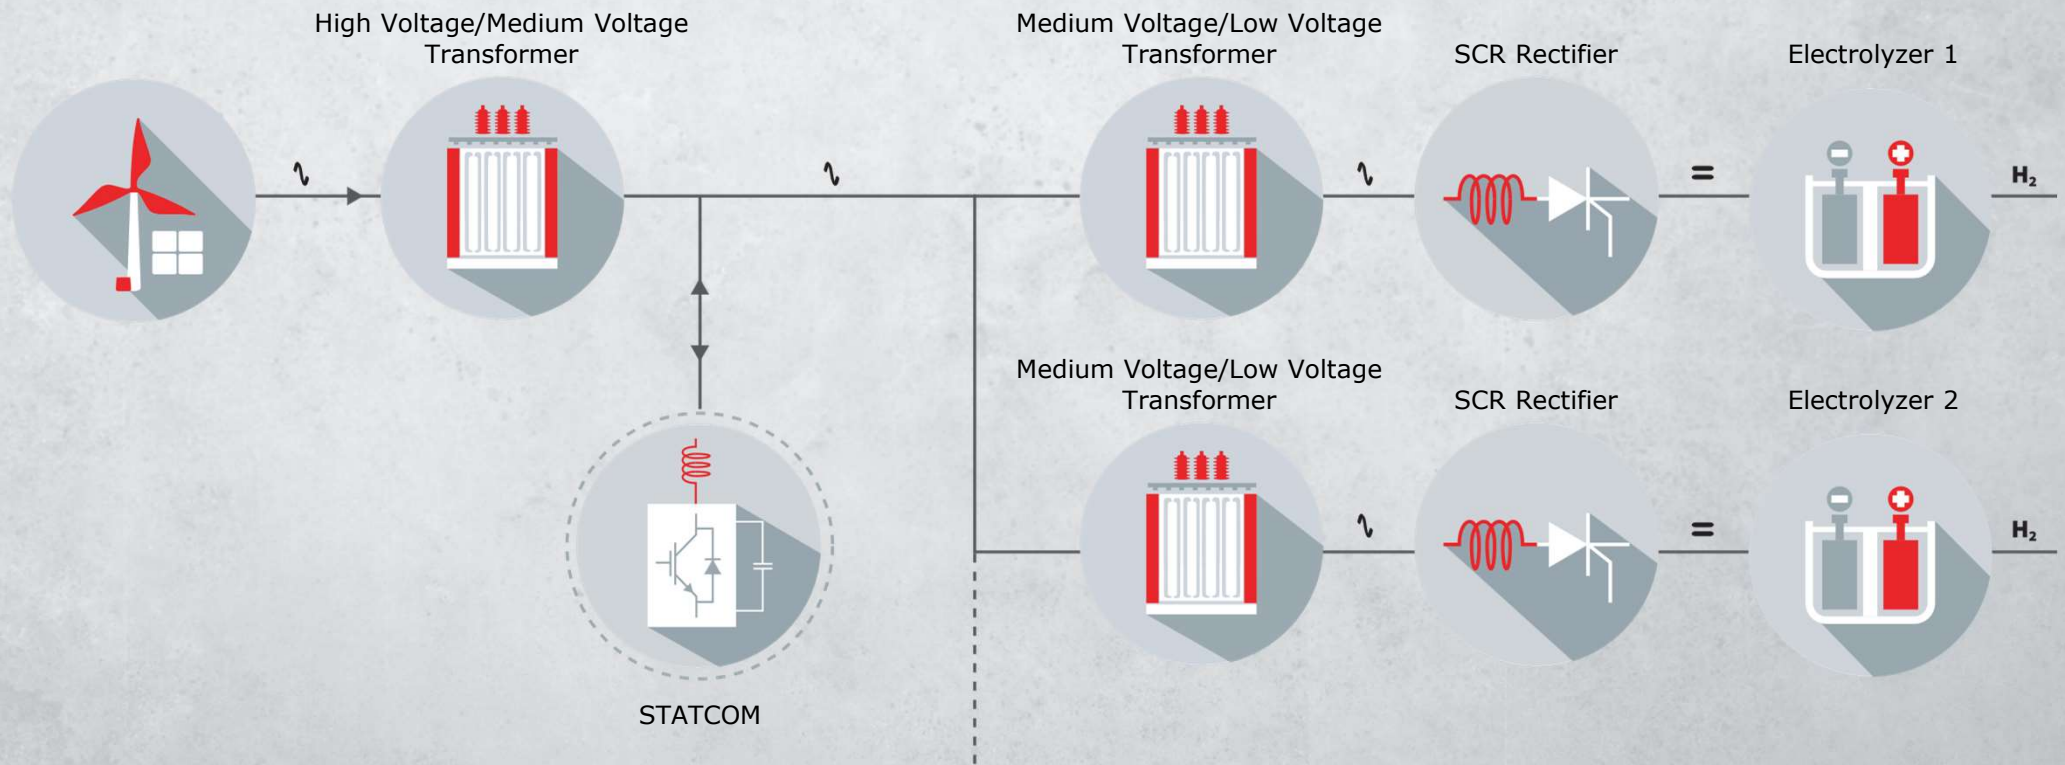 High Voltage/Medium Voltage
Transformer
Medium Voltage/Low Voltage
Transformer
SCR Rectifier
Electrolyzer 1
H₂
Medium Voltage/Low Voltage
Transformer
SCR Rectifier
Electrolyzer 2
H₂
STATCOM